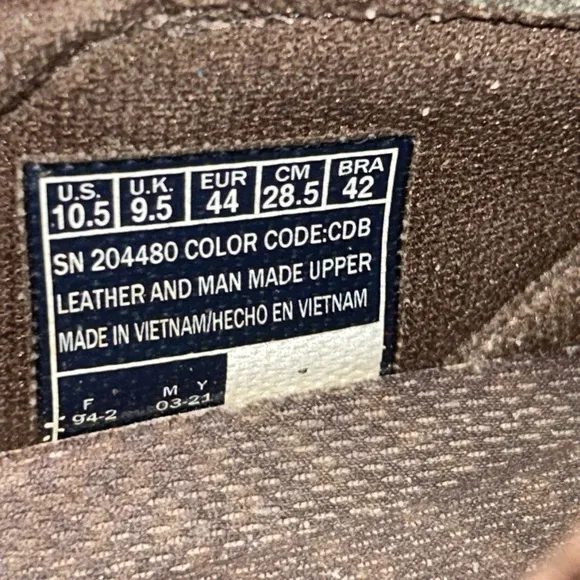 U.S. U.K. EUR CM BRA
10.5 9.5 44 28.5 42
SN 204480 COLOR CODE:CDB
LEATHER AND MAN MADE UPPER
MADE IN VIETNAM/HECHO EN VIETNAM
F M Y
94-2 03-21